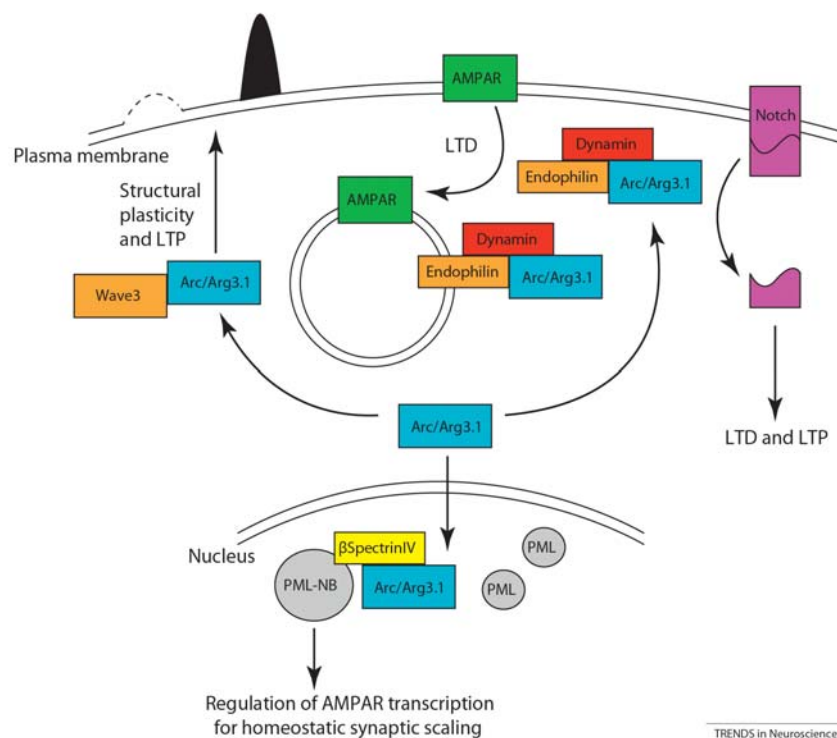 AMPAR
Notch
Plasma membrane
LTD
Dynamin
Endophilin
Arc/Arg3.1
Structural
plasticity
and LTP
AMPAR
Dynamin
Endophilin
Arc/Arg3.1
Wave3
Arc/Arg3.1
Arc/Arg3.1
LTD and LTP
Nucleus
βSpectrinIV
PML-NB
Arc/Arg3.1
PML
PML
Regulation of AMPAR transcription
for homeostatic synaptic scaling
TRENDS in Neuroscience